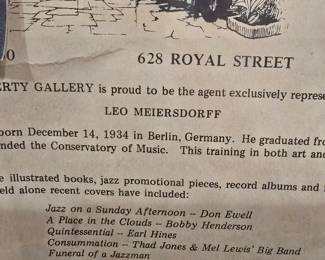 628 ROYAL STREET
ERTY GALLERY is proud to be the agent exclusively represe
LEO MEIERSDORFF
born December 14, 1934 in Berlin, Germany. He graduated fro
nded the Conservatory of Music. This training in both art and
e illustrated books, jazz promotional pieces, record albums and
eld alone recent covers have included:
Jazz on a Sunday Afternoon -- Don Ewell
A Place in the Clouds -- Bobby Henderson
Quintessential -- Earl Hines
Consummation -- Thad Jones & Mel Lewis' Big Band
Funeral of a Jazzman